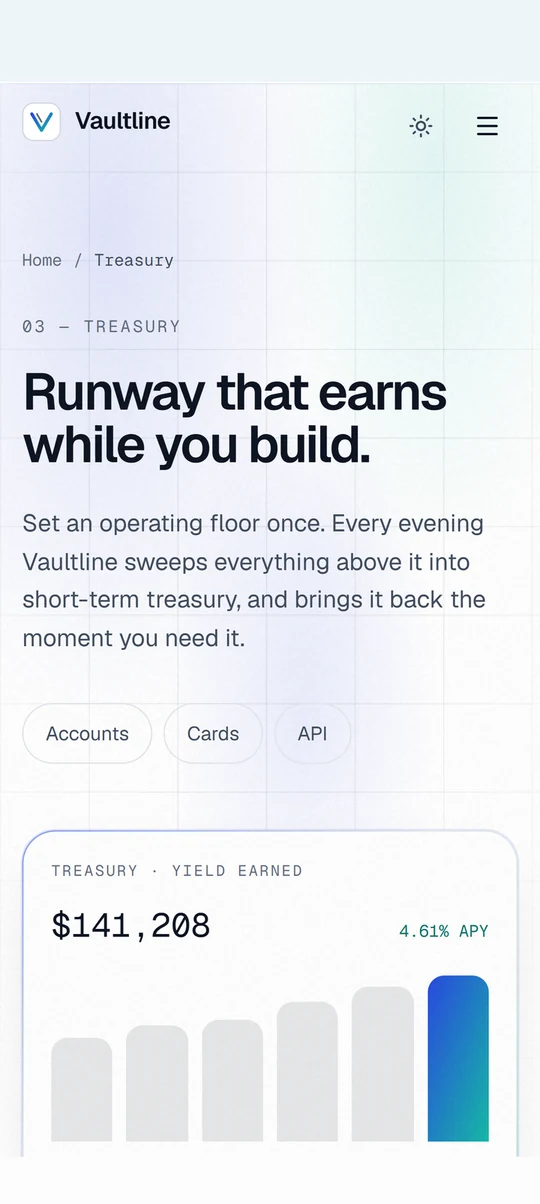 Vaultline
Home / Treasury
03 — TREASURY
Runway that earns
while you build.
Set an operating floor once. Every evening
Vaultline sweeps everything above it into
short-term treasury, and brings it back the
moment you need it.
Accounts
Cards
API
TREASURY · YIELD EARNED
$141,208
4.61% APY